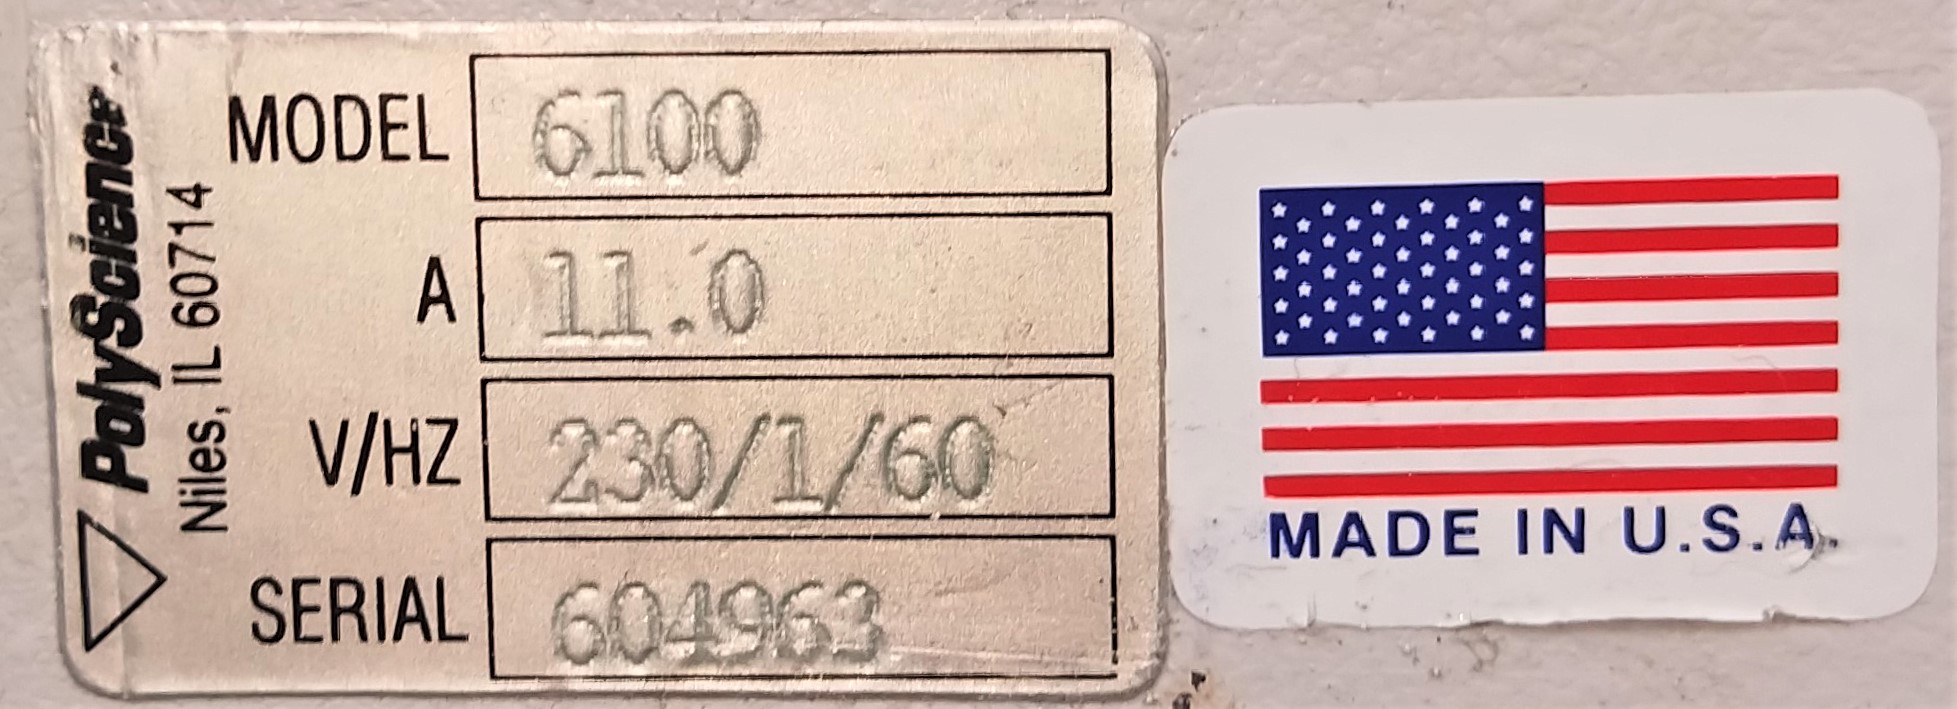 PolyScience
Niles, IL 60714
MODEL 6100
A 11.0
V/HZ 230/1/60
SERIAL 604963
MADE IN U.S.A.